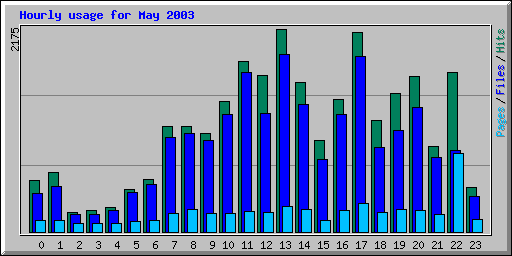 Hourly usage for May 2003
2175
Pages / Files / Hits
0 1 2 3 4 5 6 7 8 9 10 11 12 13 14 15 16 17 18 19 20 21 22 23